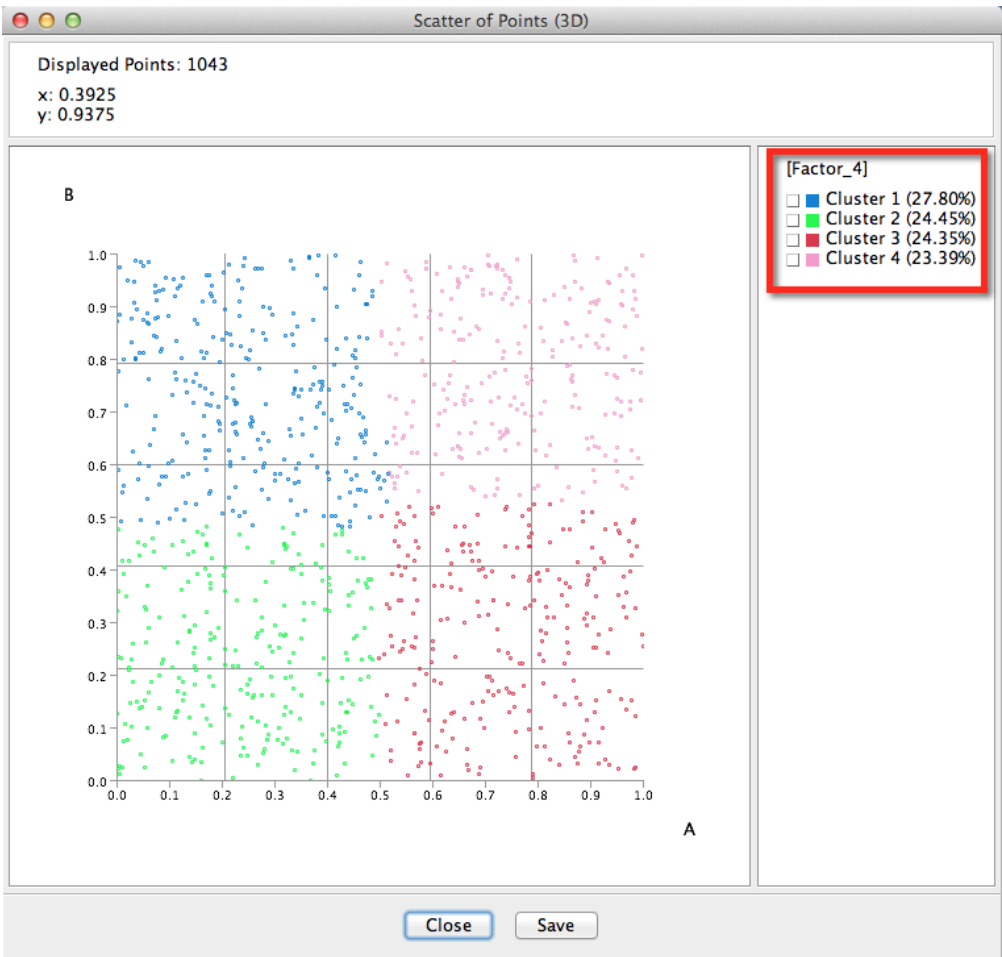 Scatter of Points (3D)
Displayed Points: 1043
x: 0.3925
y: 0.9375
[Factor_4]
Cluster 1 (27.80%)
Cluster 2 (24.45%)
Cluster 3 (24.35%)
Cluster 4 (23.39%)
B
1.0
0.9
0.8
0.7
0.6
0.5
0.4
0.3
0.2
0.1
0.0
0.0 0.1 0.2 0.3 0.4 0.5 0.6 0.7 0.8 0.9 1.0
A
Close Save